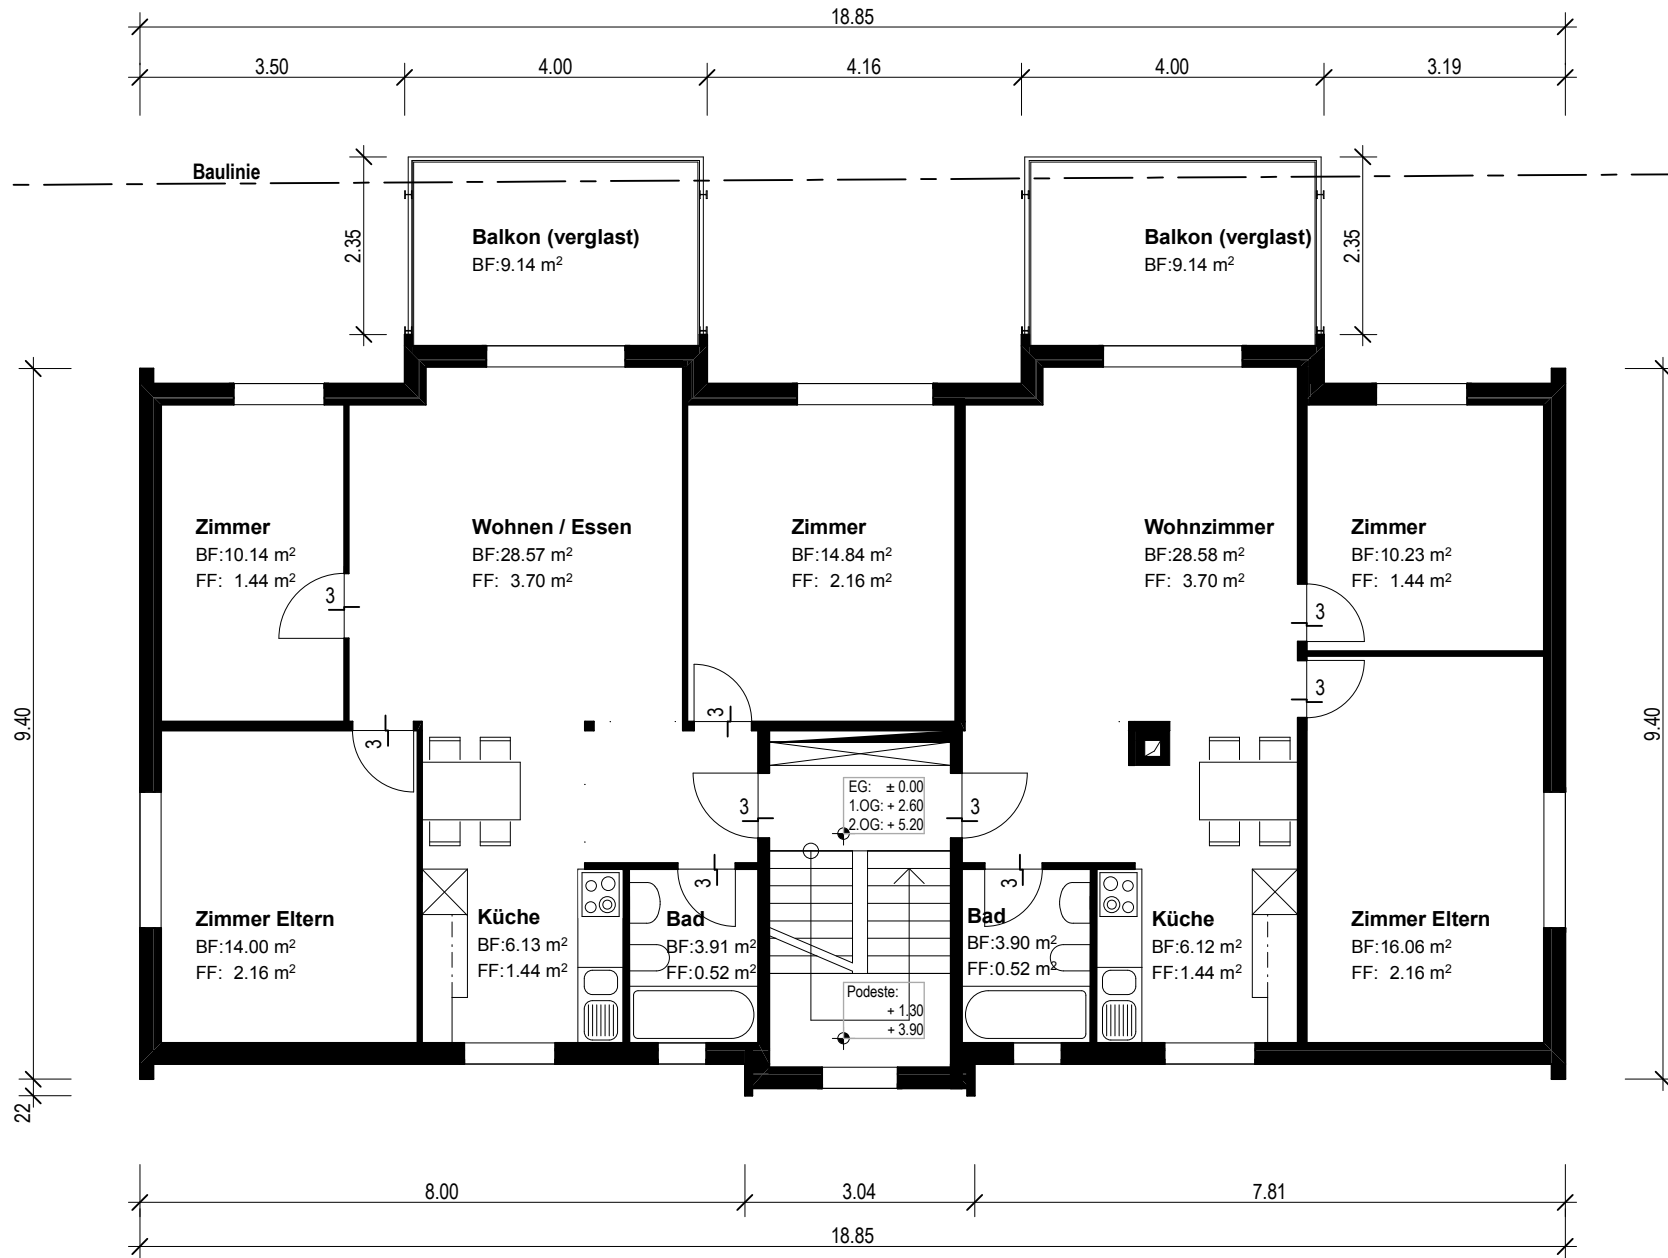 18.85
3.50
4.00
4.16
4.00
3.19
Baulinie
2.35
Balkon (verglast)
BF:9.14 m²
Balkon (verglast)
BF:9.14 m²
2.35
Zimmer
BF:10.14 m²
FF: 1.44 m²
Wohnen / Essen
BF:28.57 m²
FF: 3.70 m²
Zimmer
BF:14.84 m²
FF: 2.16 m²
Wohnzimmer
BF:28.58 m²
FF: 3.70 m²
Zimmer
BF:10.23 m²
FF: 1.44 m²
3
3
3
3
3
9.40
9.40
EG: ± 0.00
1.OG: + 2.60
2.OG: + 5.20
3
3
3
3
Zimmer Eltern
BF:14.00 m²
FF: 2.16 m²
Küche
BF:6.13 m²
FF:1.44 m²
Bad
BF:3.91 m²
FF:0.52 m²
Bad
BF:3.90 m²
FF:0.52 m²
Küche
BF:6.12 m²
FF:1.44 m²
Zimmer Eltern
BF:16.06 m²
FF: 2.16 m²
Podeste:
+ 1.30
+ 3.90
22
8.00
3.04
7.81
18.85